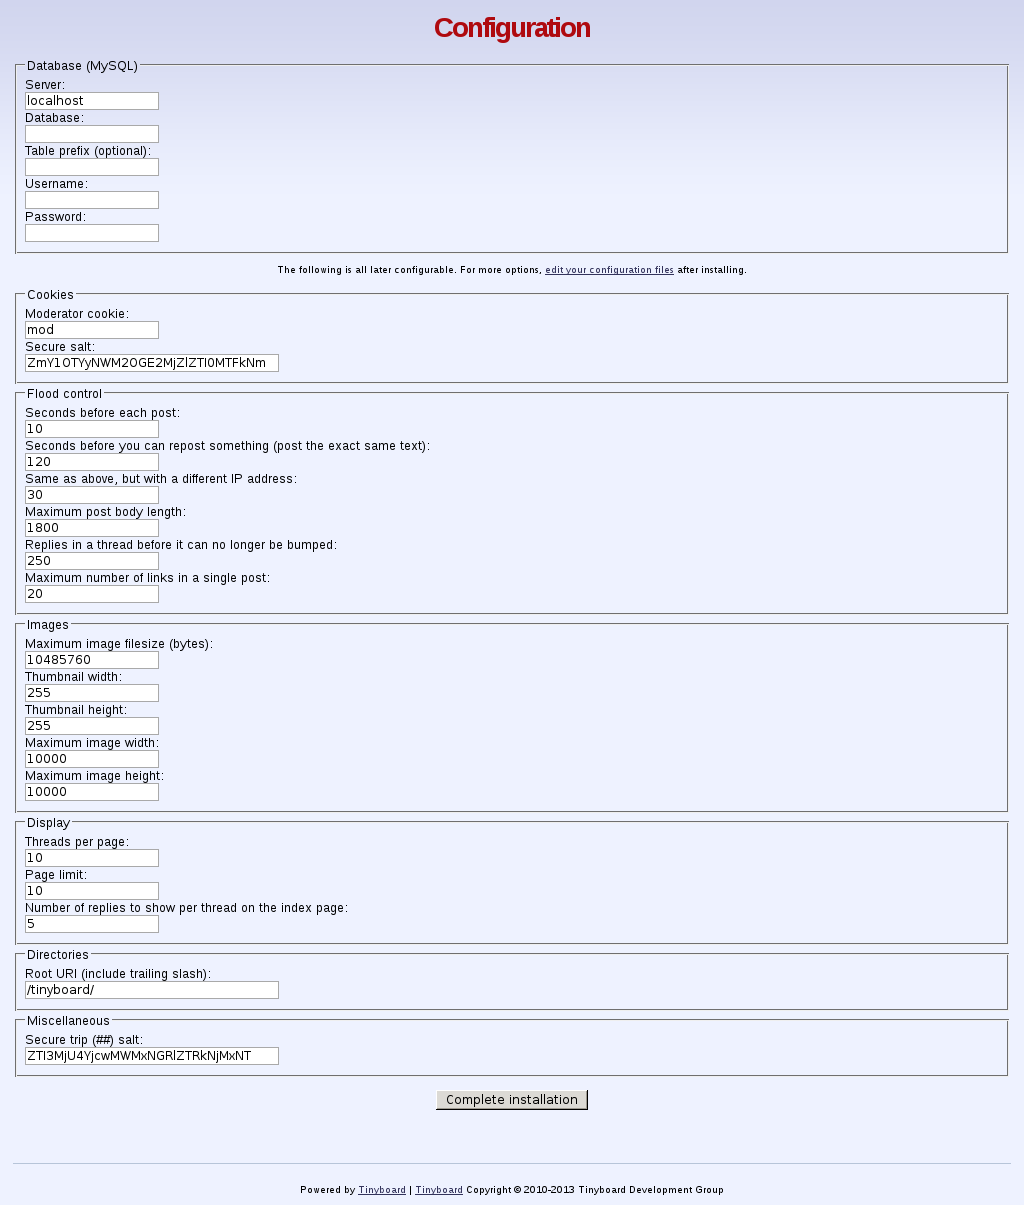 Configuration
Database (MySQL)
Server:
localhost
Database:
Table prefix (optional):
Username:
Password:
The following is all later configurable. For more options, edit your configuration files after installing.
Cookies
Moderator cookie:
mod
Secure salt:
ZmY1OTYyNWM2OGE2MjZlZTI0MTFkNm
Flood control
Seconds before each post:
10
Seconds before you can repost something (post the exact same text):
120
Same as above, but with a different IP address:
30
Maximum post body length:
1800
Replies in a thread before it can no longer be bumped:
250
Maximum number of links in a single post:
20
Images
Maximum image filesize (bytes):
10485760
Thumbnail width:
255
Thumbnail height:
255
Maximum image width:
10000
Maximum image height:
10000
Display
Threads per page:
10
Page limit:
10
Number of replies to show per thread on the index page:
5
Directories
Root URI (include trailing slash):
/tinyboard/
Miscellaneous
Secure trip (##) salt:
ZTI3MjU4YjcwMWMxNGRlZTRkNjMxNT
Complete installation
Powered by Tinyboard | Tinyboard Copyright © 2010-2013 Tinyboard Development Group